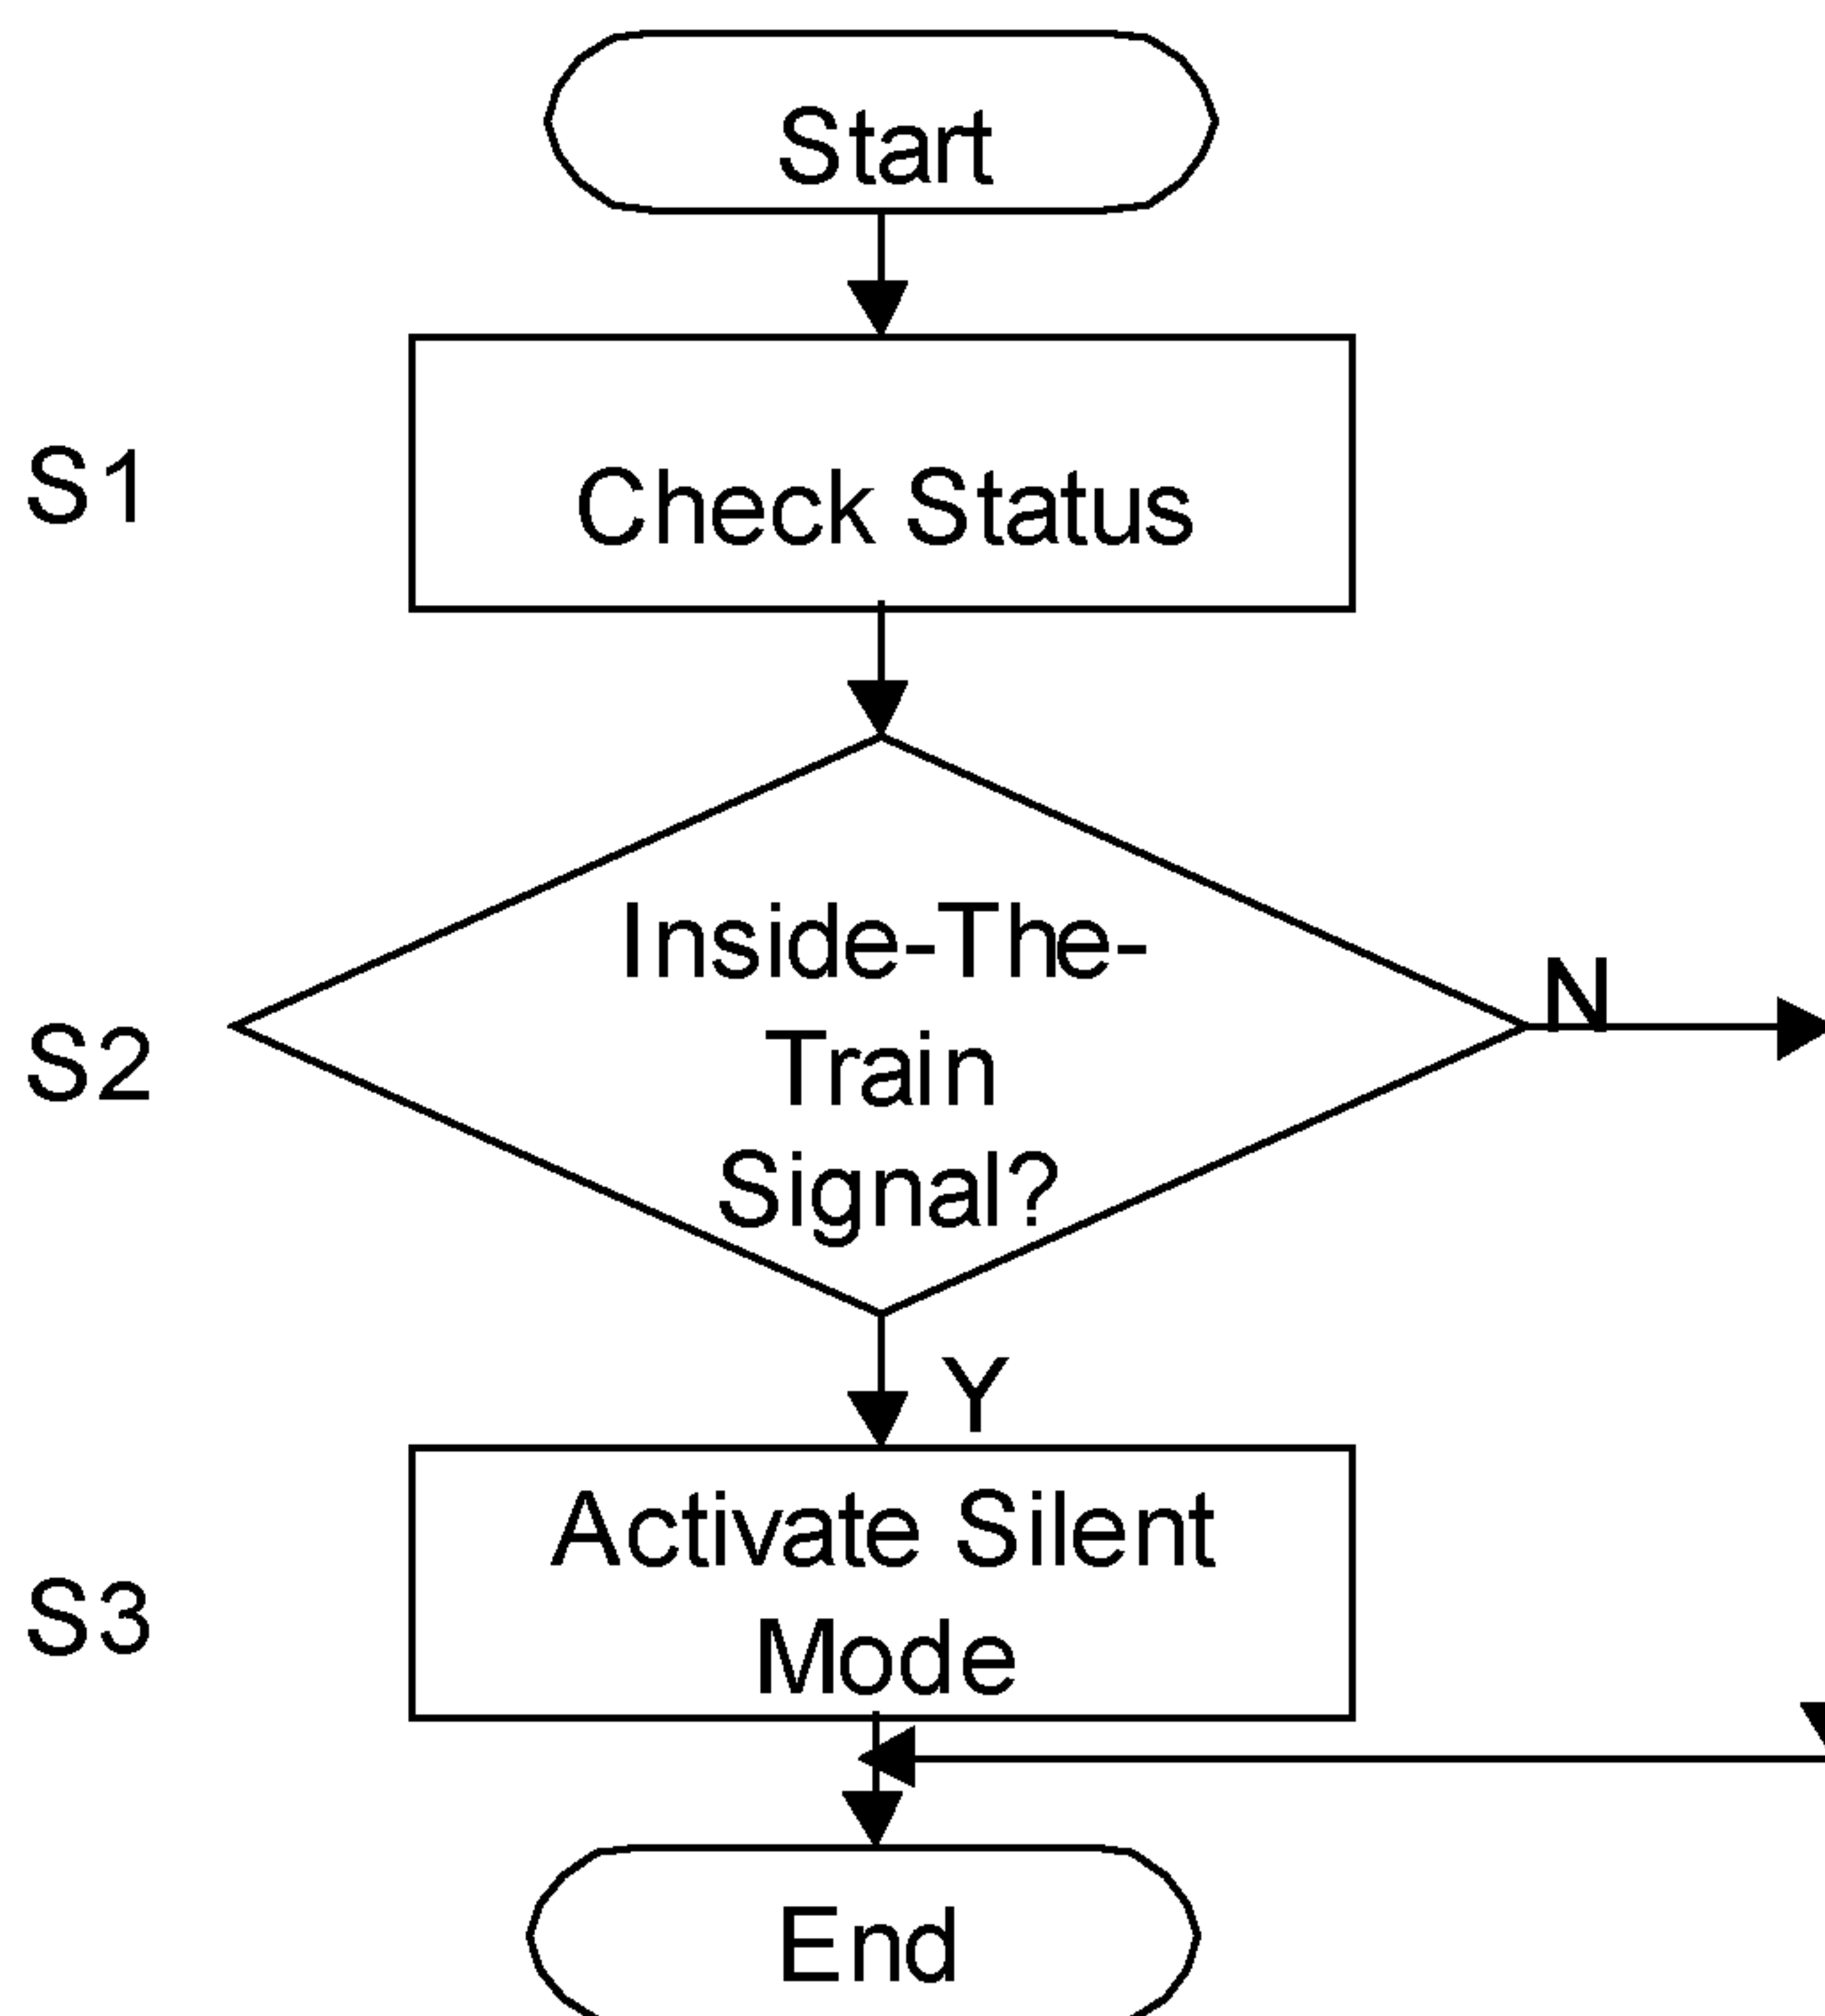 Start
S1
Check Status
Inside-The-
N
S2
Train
Signal?
Y
Activate Silent
S3
Mode
End